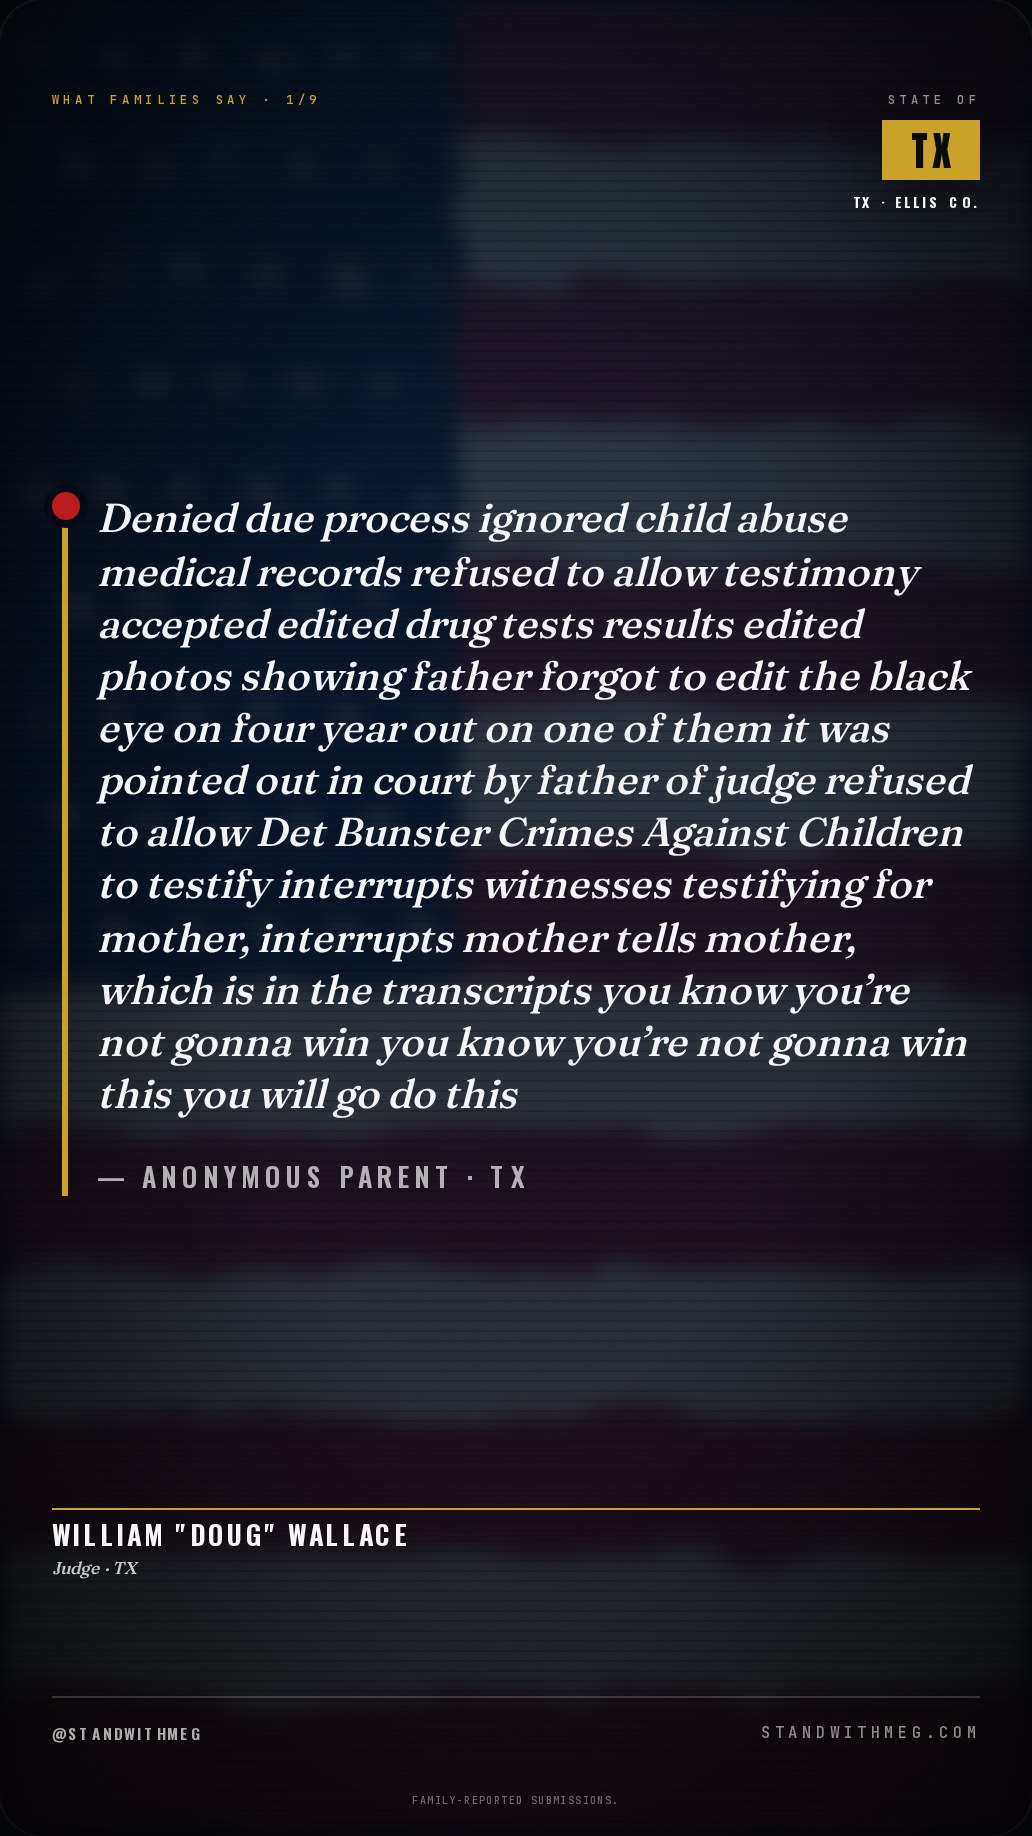 WHAT FAMILIES SAY · 1/9
STATE OF
TX
TX · ELLIS CO.
Denied due process ignored child abuse
medical records refused to allow testimony
accepted edited drug tests results edited
photos showing father forgot to edit the black
eye on four year out on one of them it was
pointed out in court by father of judge refused
to allow Det Bunster Crimes Against Children
to testify interrupts witnesses testifying for
mother, interrupts mother tells mother,
which is in the transcripts you know you’re
not gonna win you know you’re not gonna win
this you will go do this
— ANONYMOUS PARENT · TX
WILLIAM "DOUG" WALLACE
Judge · TX
@STANDWITHMEG
STANDWITHMEG.COM
FAMILY-REPORTED SUBMISSIONS.